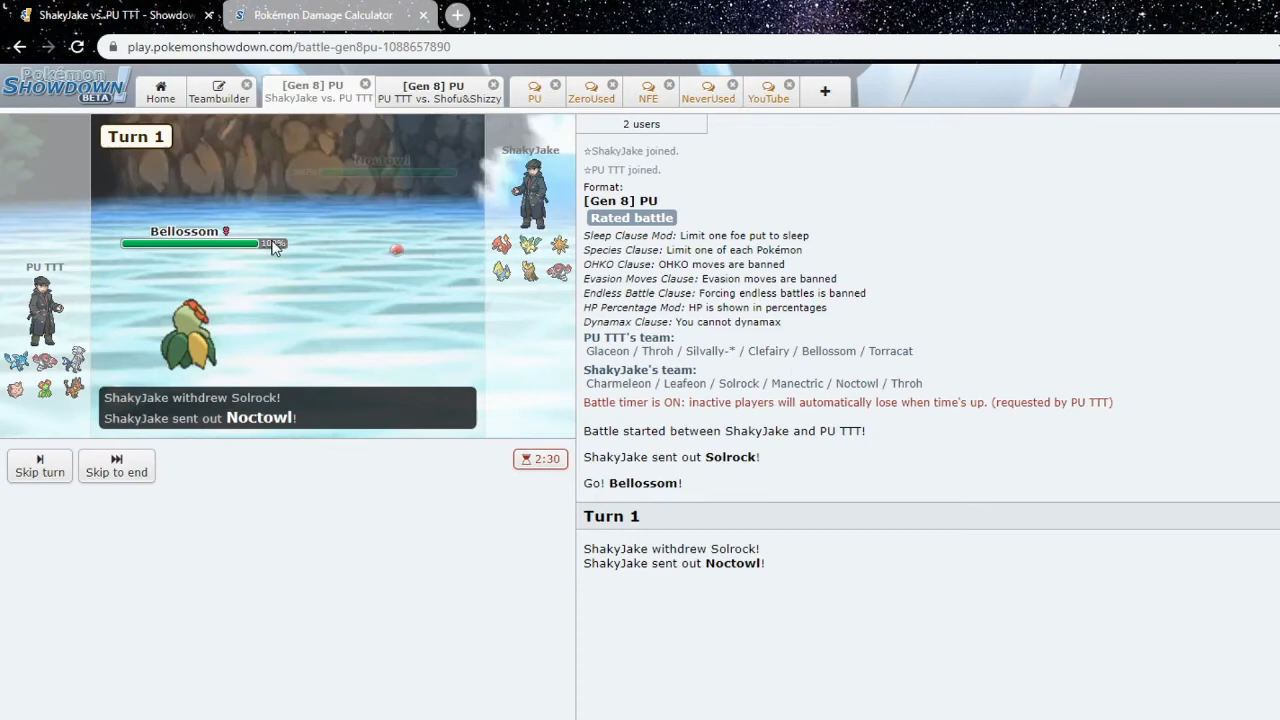 ShakyJake vs. PU TTT - Showdow
Pokémon Damage Calculator
play.pokemonshowdown.com/battle-gen8pu-1088657890
Pokémon
SHOWDOWN
BETA
Home
Teambuilder
[Gen 8] PU
ShakyJake vs. PU TTT
[Gen 8] PU
PU TTT vs. Shofu&Shizzy
PU
ZeroUsed
NFE
NeverUsed
YouTube
Turn 1
Noctowl
Bellossom
ShakyJake
PU TTT
ShakyJake withdrew Solrock!
ShakyJake sent out Noctowl!
Skip turn
Skip to end
2:30
2 users
☆ShakyJake joined.
☆PU TTT joined.
Format:
[Gen 8] PU
Rated battle
Sleep Clause Mod: Limit one foe put to sleep
Species Clause: Limit one of each Pokémon
OHKO Clause: OHKO moves are banned
Evasion Moves Clause: Evasion moves are banned
Endless Battle Clause: Forcing endless battles is banned
HP Percentage Mod: HP is shown in percentages
Dynamax Clause: You cannot dynamax
PU TTT's team:
Glaceon / Throh / Silvally-* / Clefairy / Bellossom / Torracat
ShakyJake's team:
Charmeleon / Leafeon / Solrock / Manectric / Noctowl / Throh
Battle timer is ON: inactive players will automatically lose when time's up. (requested by PU TTT)
Battle started between ShakyJake and PU TTT!
ShakyJake sent out Solrock!
Go! Bellossom!
Turn 1
ShakyJake withdrew Solrock!
ShakyJake sent out Noctowl!